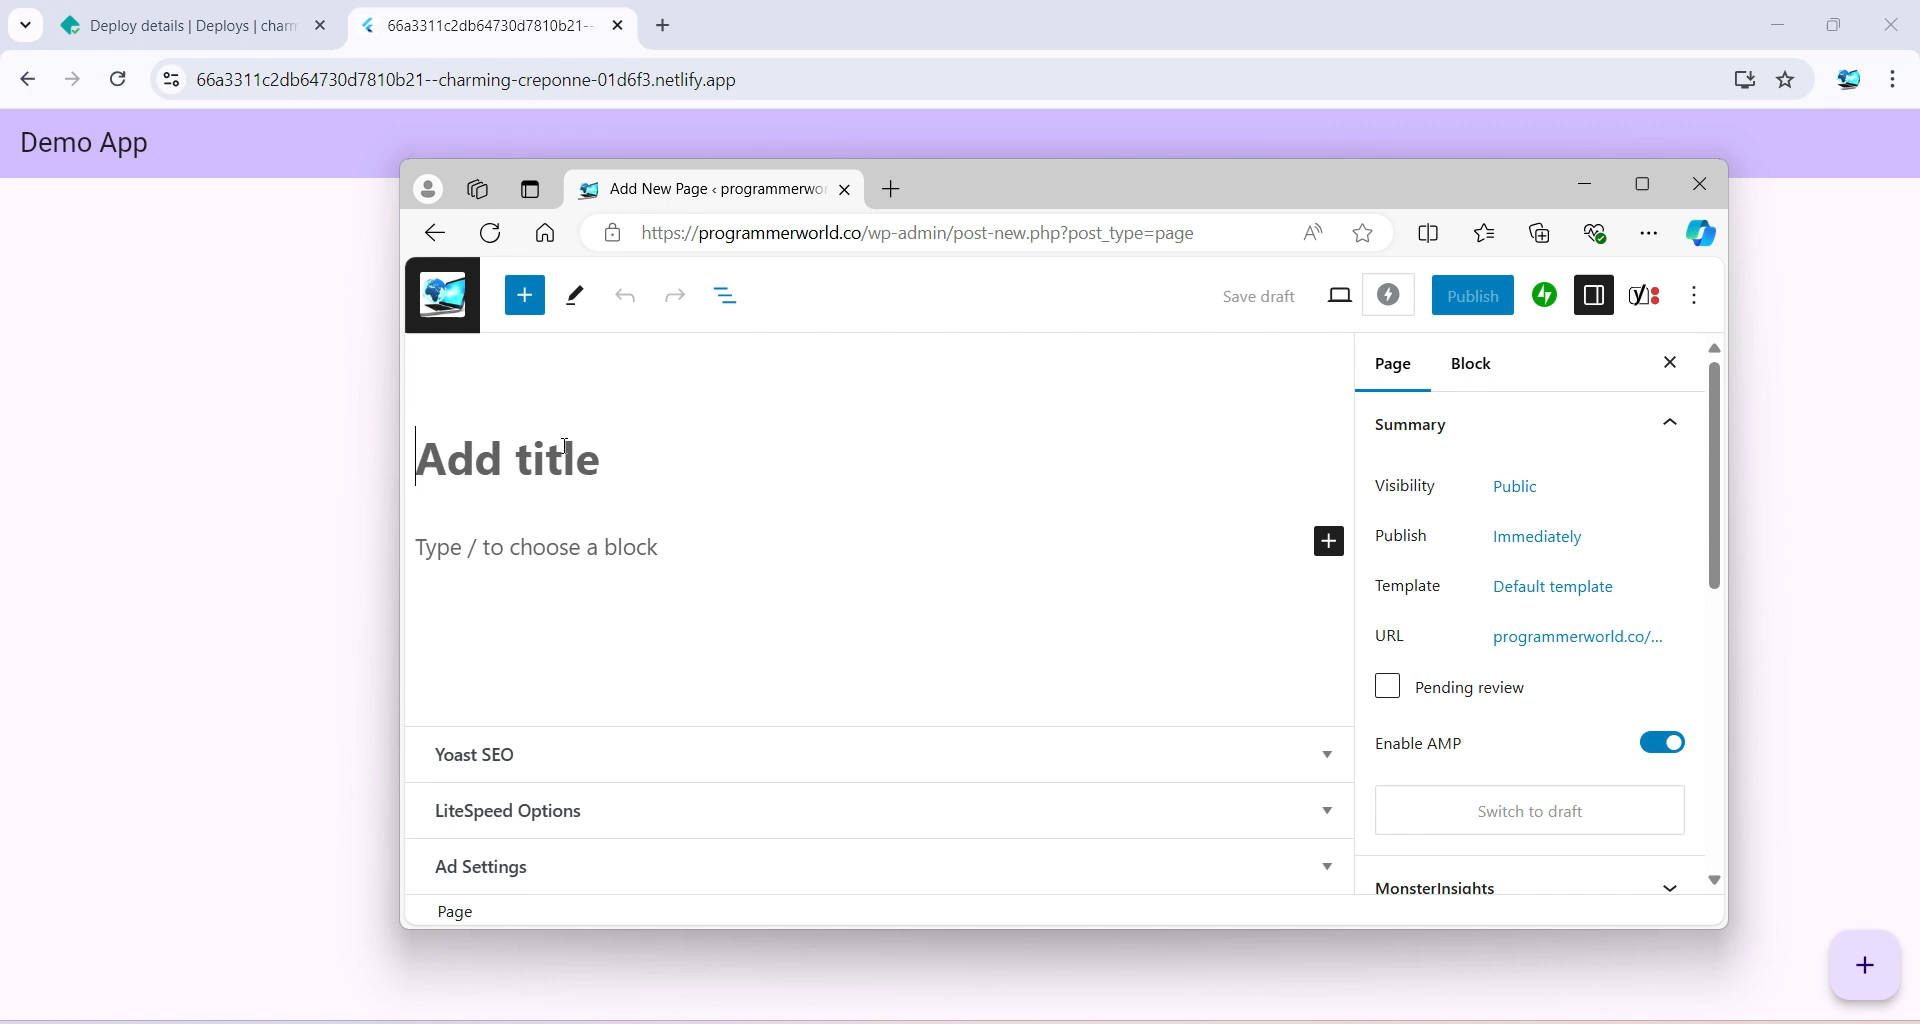 Deploy details | Deploys | charm
66a3311c2db64730d7810b21--
66a3311c2db64730d7810b21--charming-creponne-01d6f3.netlify.app
Demo App
Add New Page ‹ programmerwor
https://programmerworld.co/wp-admin/post-new.php?post_type=page
Save draft
Publish
Page
Block
Summary
Add title
Visibility
Public
Type / to choose a block
Publish
Immediately
Template
Default template
URL
programmerworld.co/...
Pending review
Enable AMP
Yoast SEO
Switch to draft
LiteSpeed Options
Ad Settings
MonsterInsights
Page